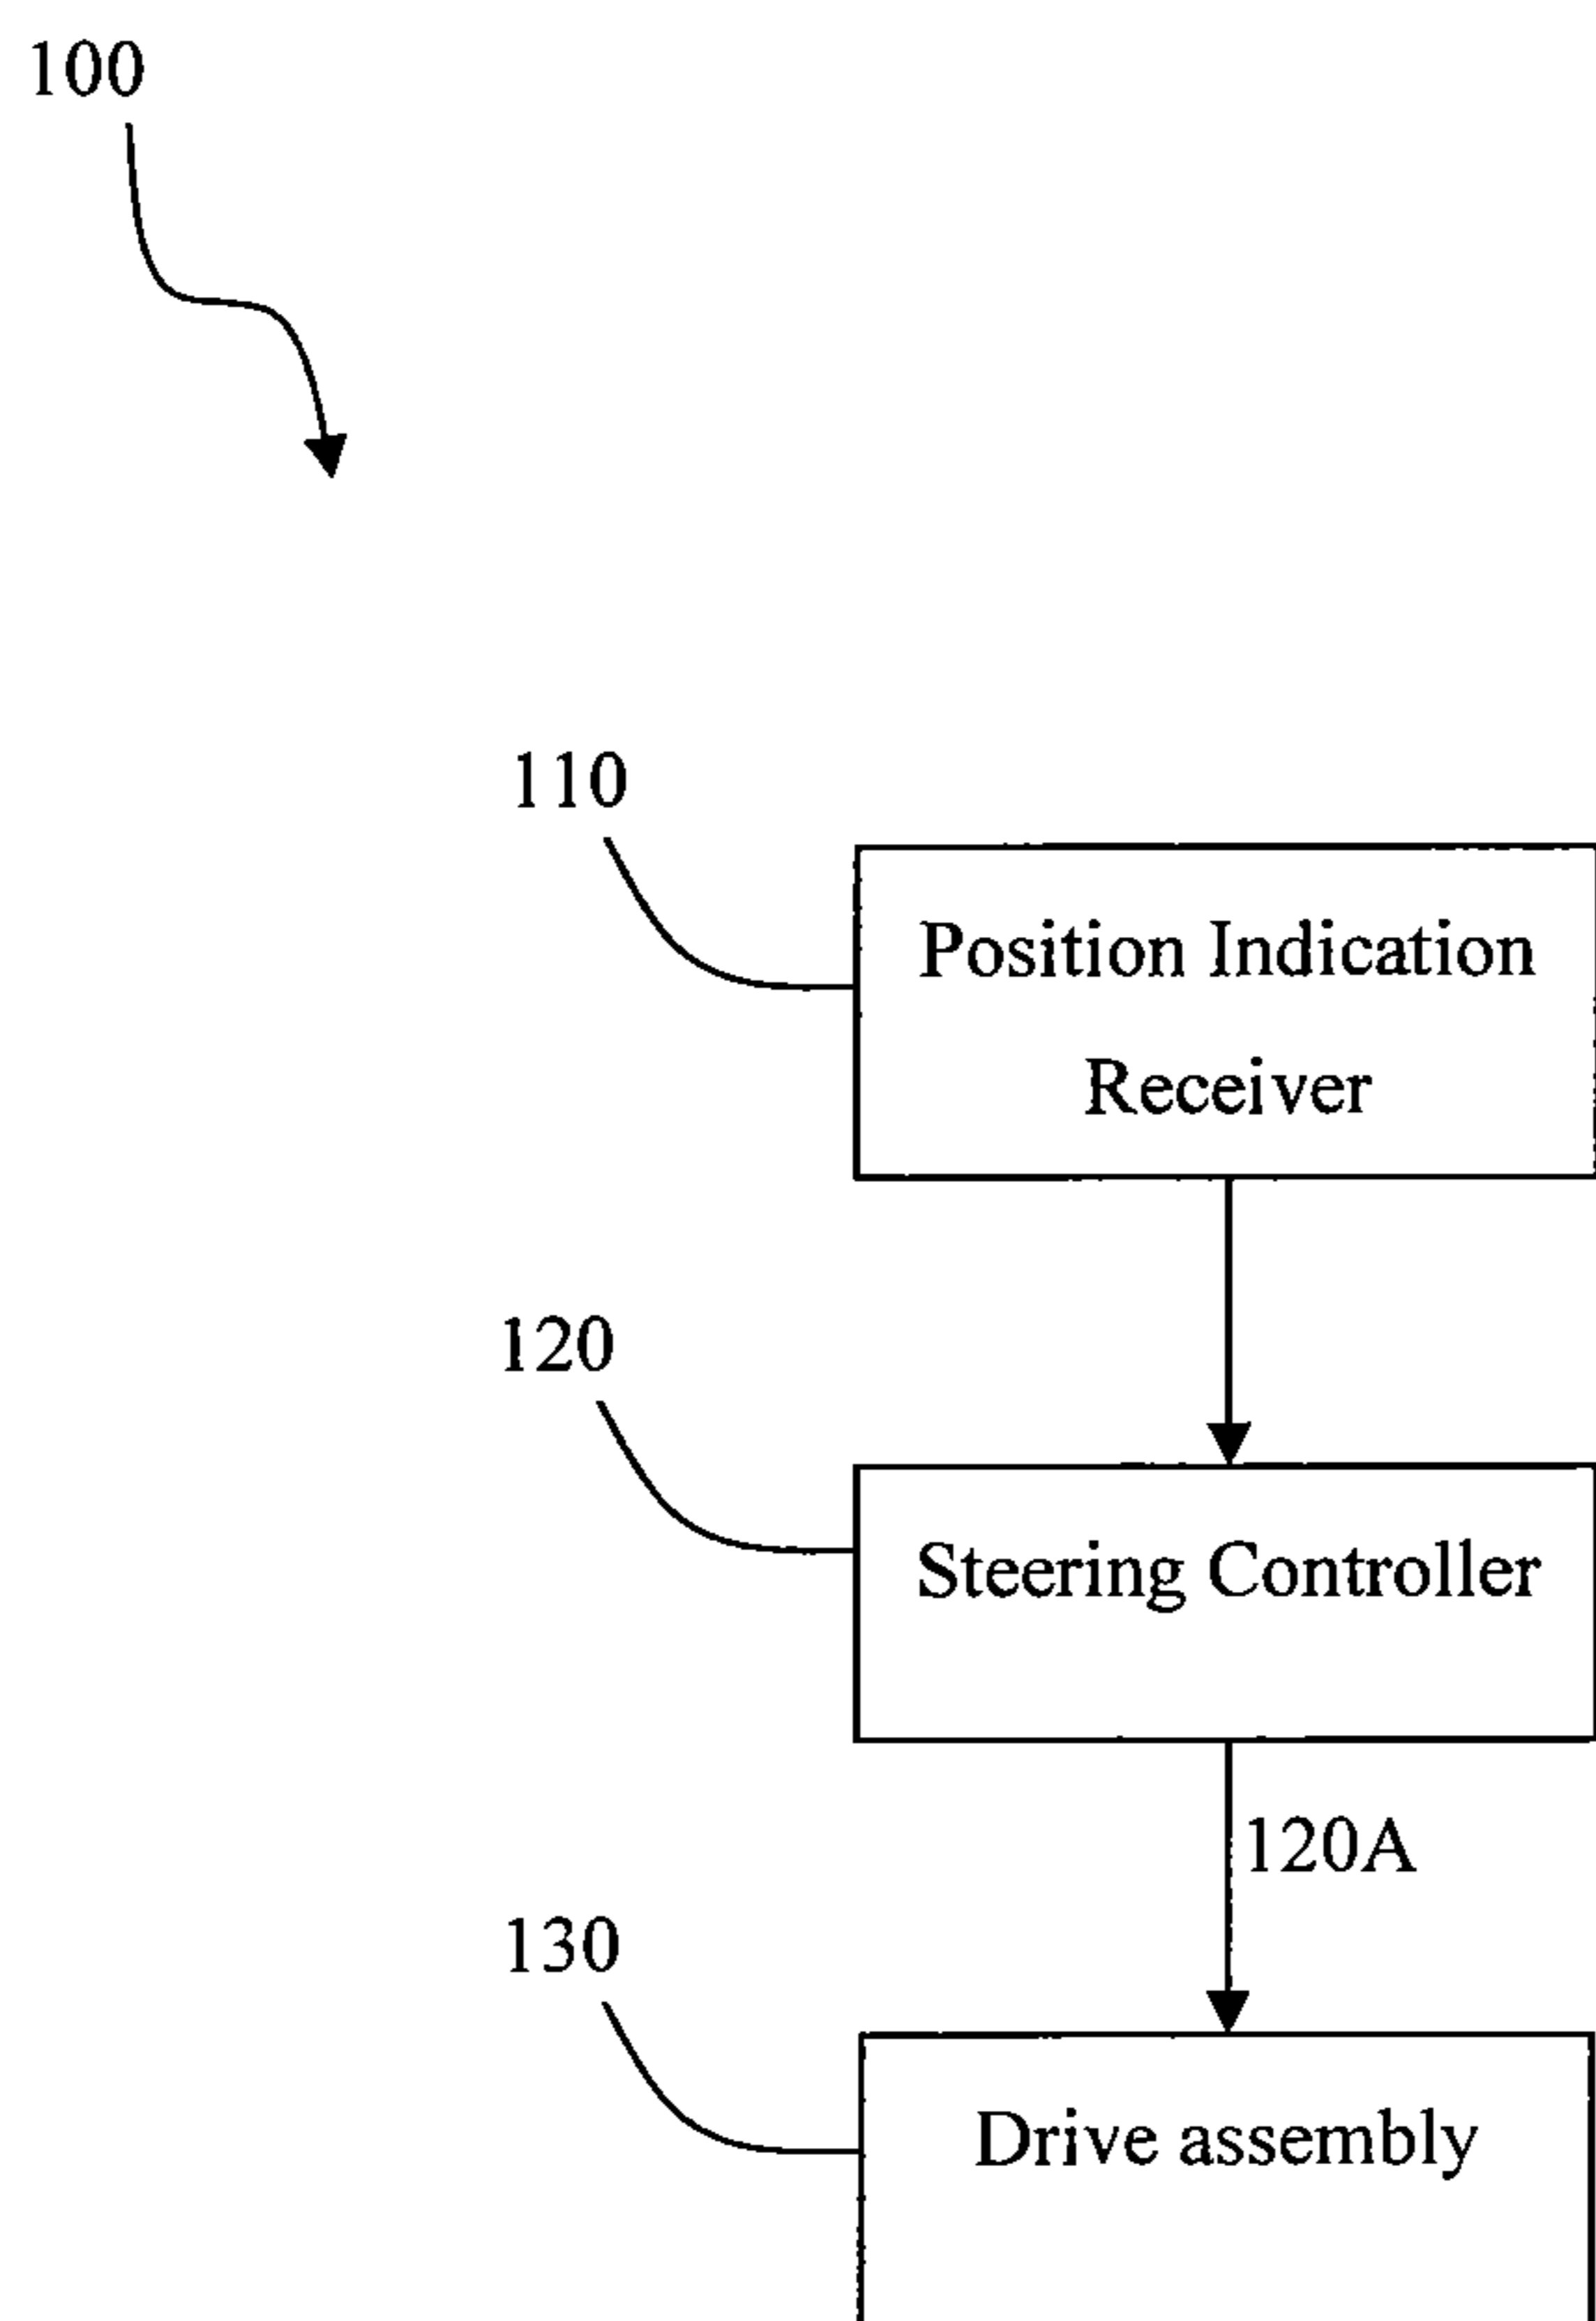 100
110
Position Indication
Receiver
120
Steering Controller
120A
130
Drive assembly